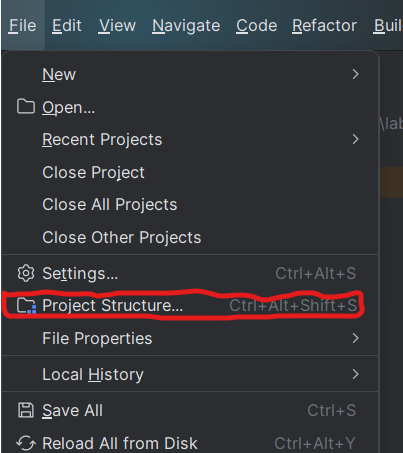 File Edit View Navigate Code Refactor Buil
New
Open...
Recent Projects
\lab
Close Project
Close All Projects
Close Other Projects
Settings... Ctrl+Alt+S
Project Structure... Ctrl+Alt+Shift+S
File Properties
Local History
Save All Ctrl+S
Reload All from Disk Ctrl+Alt+Y